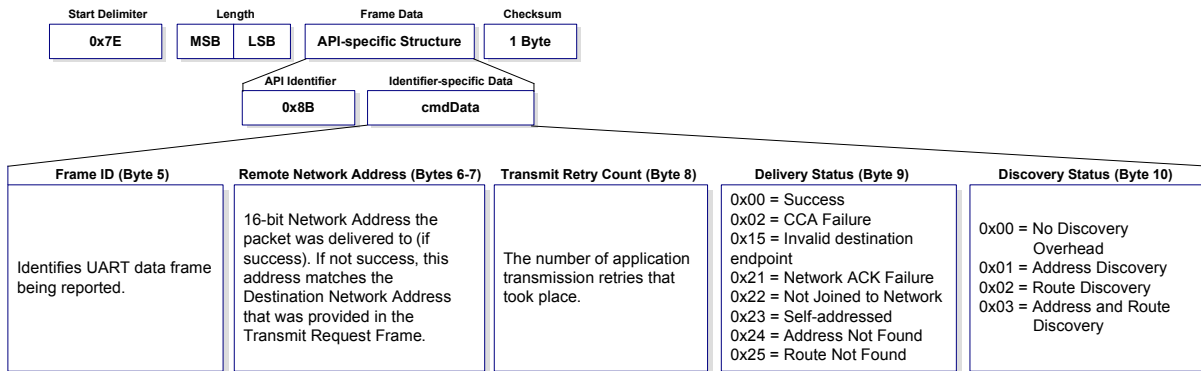 Start Delimiter
Length
Frame Data
Checksum
0x7E
MSB
LSB
API-specific Structure
1 Byte
API Identifier
Identifier-specific Data
0x8B
cmdData
Frame ID (Byte 5)
Identifies UART data frame
being reported.
Remote Network Address (Bytes 6-7)
16-bit Network Address the
packet was delivered to (if
success). If not success, this
address matches the
Destination Network Address
that was provided in the
Transmit Request Frame.
Transmit Retry Count (Byte 8)
The number of application
transmission retries that
took place.
Delivery Status (Byte 9)
0x00 = Success
0x02 = CCA Failure
0x15 = Invalid destination
endpoint
0x21 = Network ACK Failure
0x22 = Not Joined to Network
0x23 = Self-addressed
0x24 = Address Not Found
0x25 = Route Not Found
Discovery Status (Byte 10)
0x00 = No Discovery
Overhead
0x01 = Address Discovery
0x02 = Route Discovery
0x03 = Address and Route
Discovery